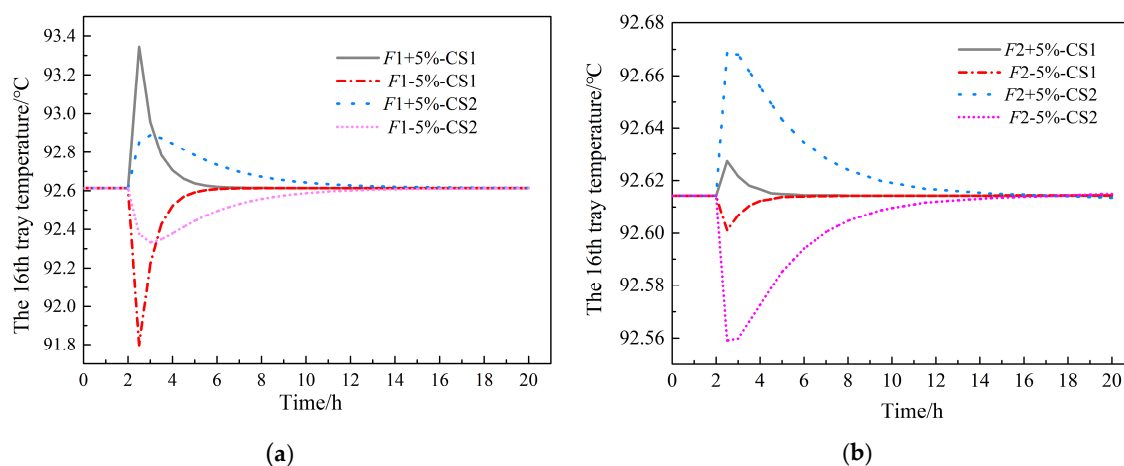 The 16th tray temperature/℃
93.4
93.2
93.0
92.8
92.6
92.4
92.2
92.0
91.8
F1+5%-CS1
F1-5%-CS1
F1+5%-CS2
F1-5%-CS2
0 2 4 6 8 10 12 14 16 18 20
Time/h
(a)
The 16th tray temperature/℃
92.68
92.66
92.64
92.62
92.60
92.58
92.56
F2+5%-CS1
F2-5%-CS1
F2+5%-CS2
F2-5%-CS2
0 2 4 6 8 10 12 14 16 18 20
Time/h
(b)